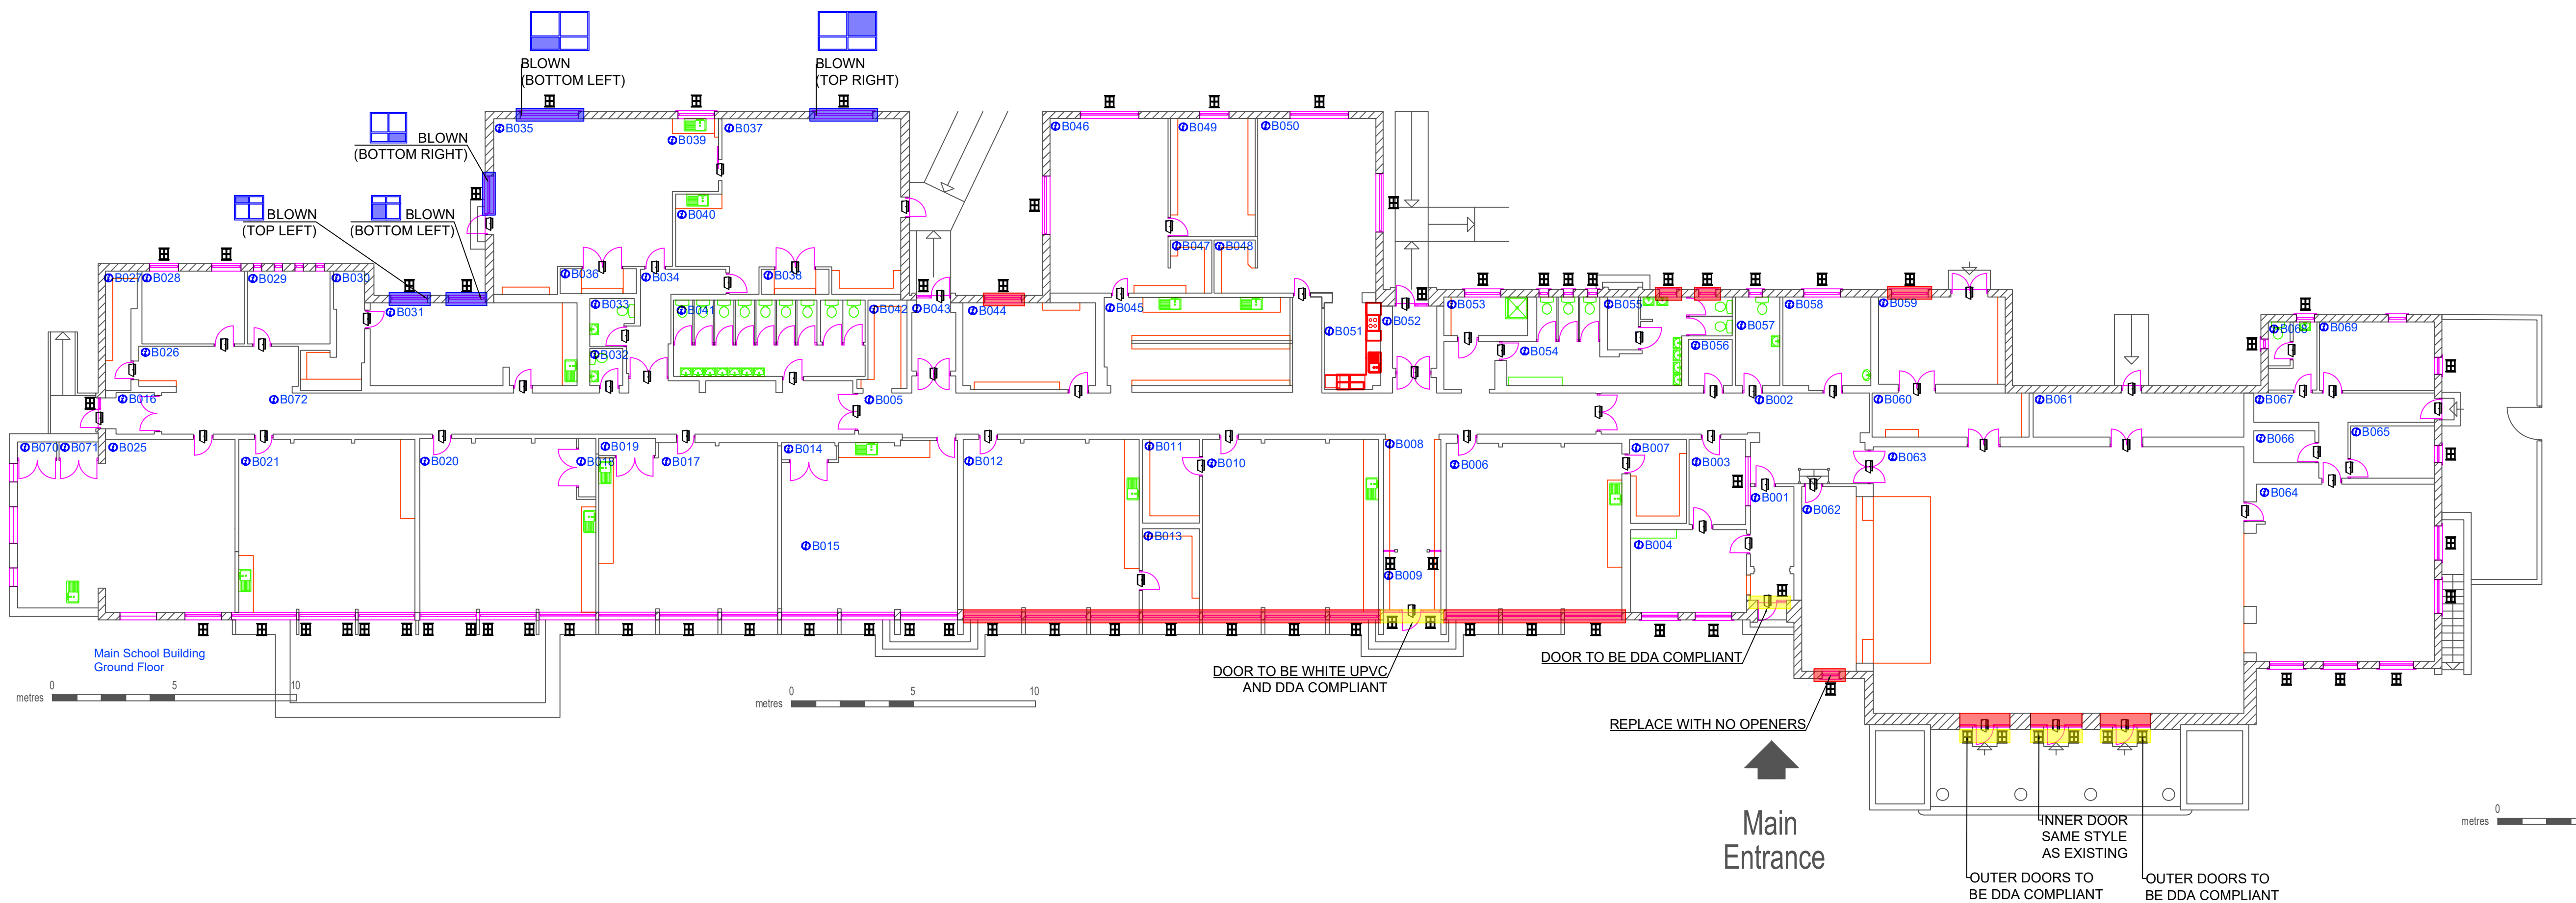 BLOWN
(BOTTOM LEFT)
BLOWN
(TOP RIGHT)
BLOWN
(BOTTOM RIGHT)
BLOWN
(TOP LEFT)
BLOWN
(BOTTOM LEFT)
B035
B039
B037
B040
B046
B049
B050
B047
B048
B027
B028
B029
B030
B031
B036
B034
B038
B033
B041
B042
B043
B044
B045
B051
B052
B053
B054
B055
B056
B057
B058
B059
B068
B069
B026
B032
B016
B072
B005
B002
B060
B061
B067
B070
B071
B025
B021
B020
B018
B019
B017
B014
B015
B012
B011
B010
B013
B008
B009
B006
B007
B003
B004
B001
B062
B063
B066
B065
B064
Main School Building
Ground Floor
metres 0 5 10
metres 0 5 10
DOOR TO BE WHITE UPVC
AND DDA COMPLIANT
DOOR TO BE DDA COMPLIANT
REPLACE WITH NO OPENERS
Main
Entrance
INNER DOOR
SAME STYLE
AS EXISTING
OUTER DOORS TO
BE DDA COMPLIANT
OUTER DOORS TO
BE DDA COMPLIANT
metres 0